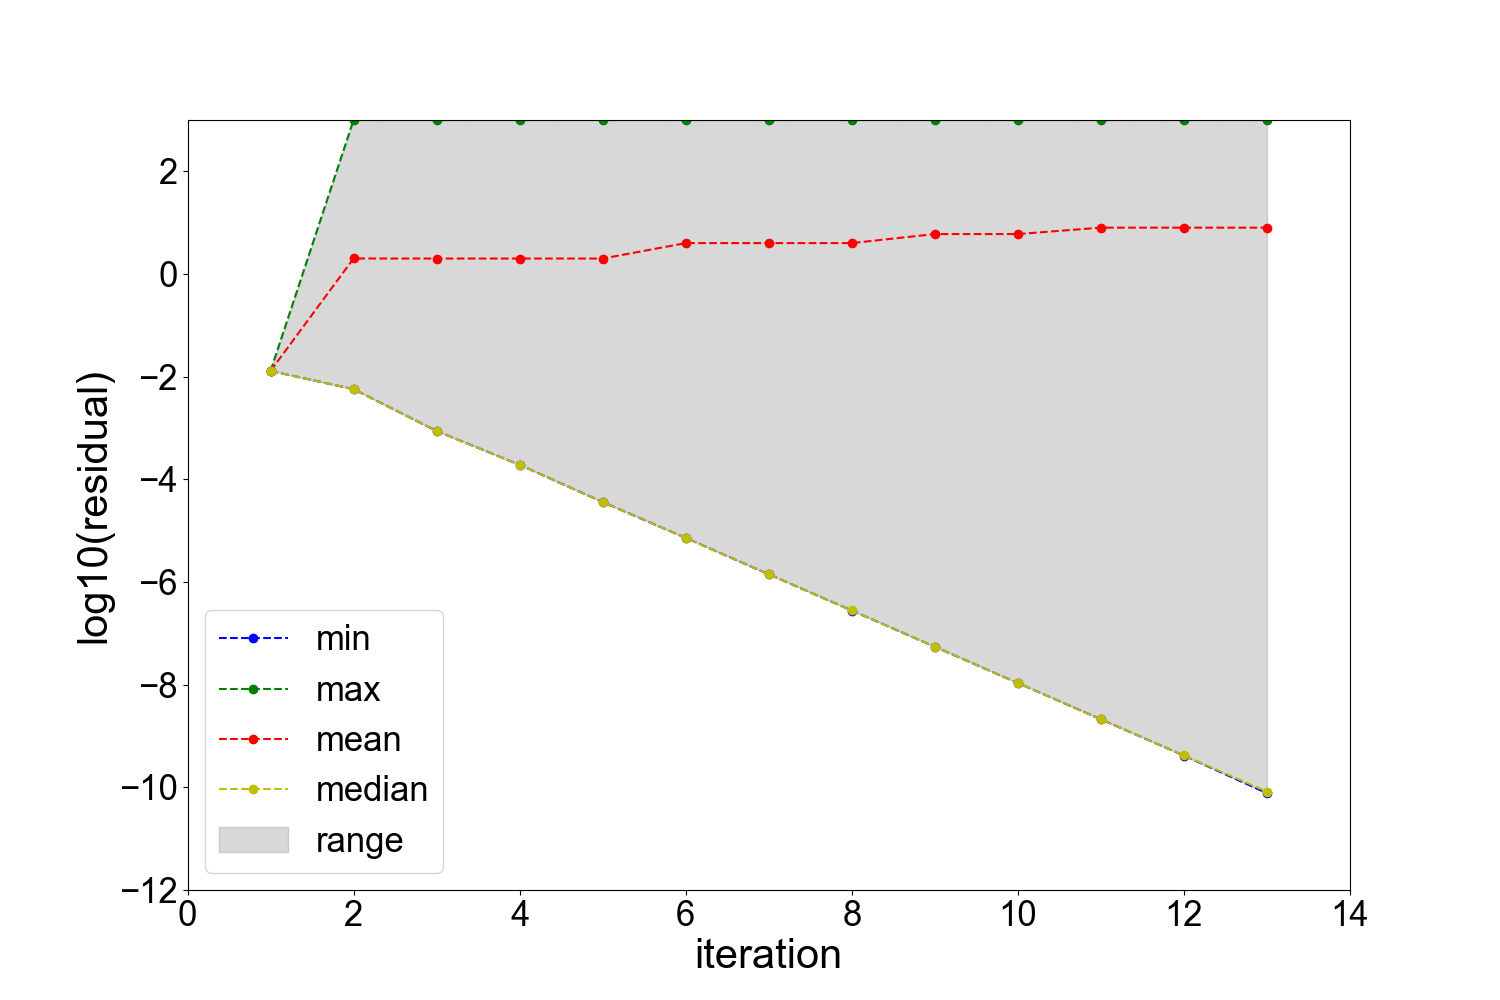 2
0
−2
−4
−6
−8
−10
−12
log10(residual)
min
max
mean
median
range
0 2 4 6 8 10 12 14
iteration